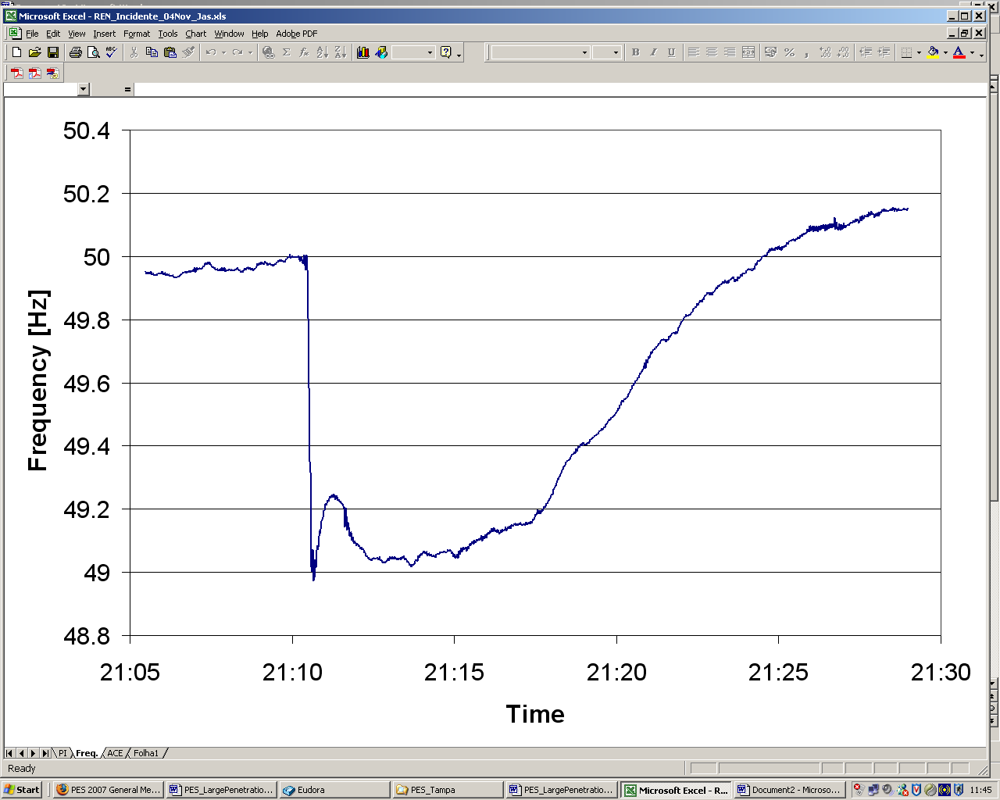 Microsoft Excel - REN_Incidente_04Nov_Jas.xls
File Edit View Insert Format Tools Chart Window Help Adobe PDF
=
50.4
50.2
50
49.8
49.6
49.4
49.2
49
48.8
Frequency [Hz]
21:05 21:10 21:15 21:20 21:25 21:30
Time
PI Freq. ACE Folha1
Ready
Start PES 2007 General Me... PES_LargePenetratio... Eudora PES_Tampa PES_LargePenetratio... Microsoft Excel - R... Document2 - Microso... 11:45